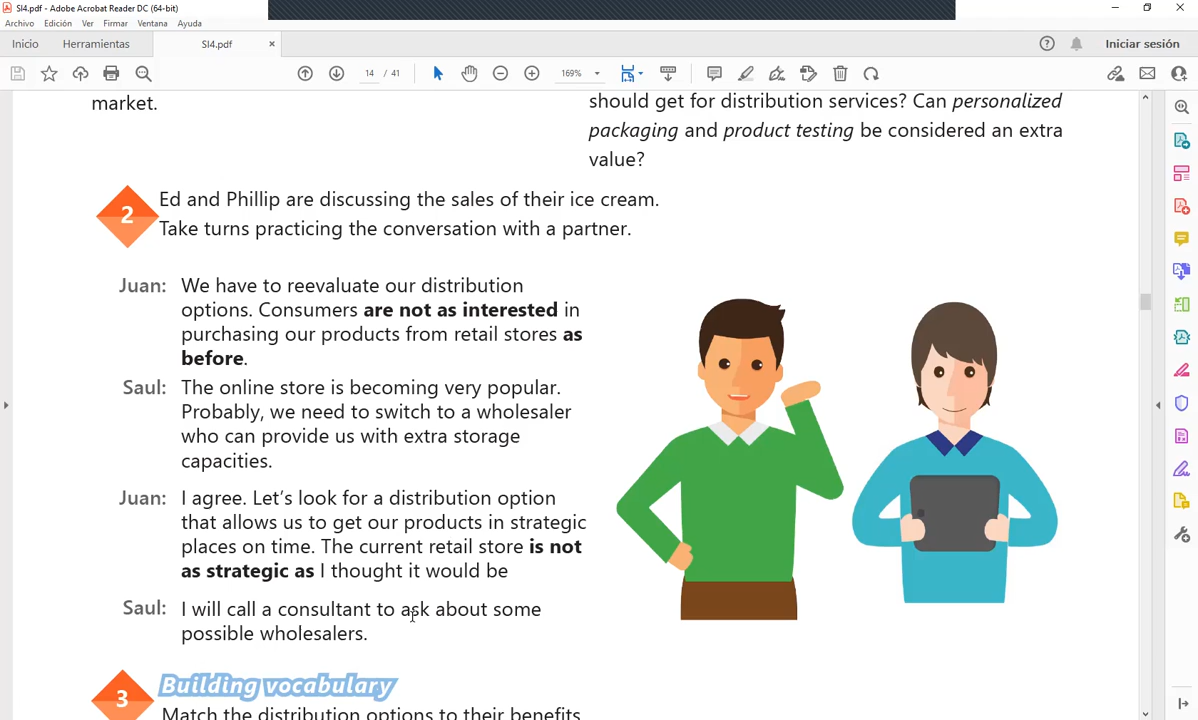 SI4.pdf - Adobe Acrobat Reader DC (64-bit)
Archivo Edición Ver Firmar Ventana Ayuda
Inicio Herramientas SI4.pdf × Iniciar sesión
14 / 41 169%
market.
should get for distribution services? Can personalized
packaging and product testing be considered an extra
value?
2 Ed and Phillip are discussing the sales of their ice cream.
Take turns practicing the conversation with a partner.
Juan: We have to reevaluate our distribution
options. Consumers are not as interested in
purchasing our products from retail stores as
before.
Saul: The online store is becoming very popular.
Probably, we need to switch to a wholesaler
who can provide us with extra storage
capacities.
Juan: I agree. Let's look for a distribution option
that allows us to get our products in strategic
places on time. The current retail store is not
as strategic as I thought it would be
Saul: I will call a consultant to ask about some
possible wholesalers.
3 Building vocabulary
Match the distribution options to their benefits